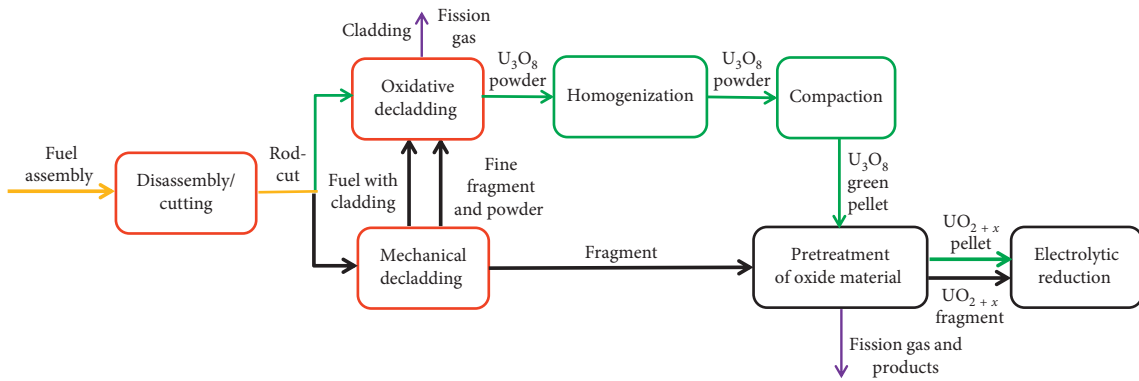 Cladding
Fission
gas
Oxidative
decladding
U₃O₈
powder
Homogenization
U₃O₈
powder
Compaction
Fuel
assembly
Disassembly/
cutting
Rod-
cut
Fuel with
cladding
Fine
fragment
and powder
U₃O₈
green
pellet
Mechanical
decladding
Fragment
Pretreatment
of oxide material
UO₂ ₊ ₓ
pellet
UO₂ ₊ ₓ
fragment
Electrolytic
reduction
Fission gas and
products